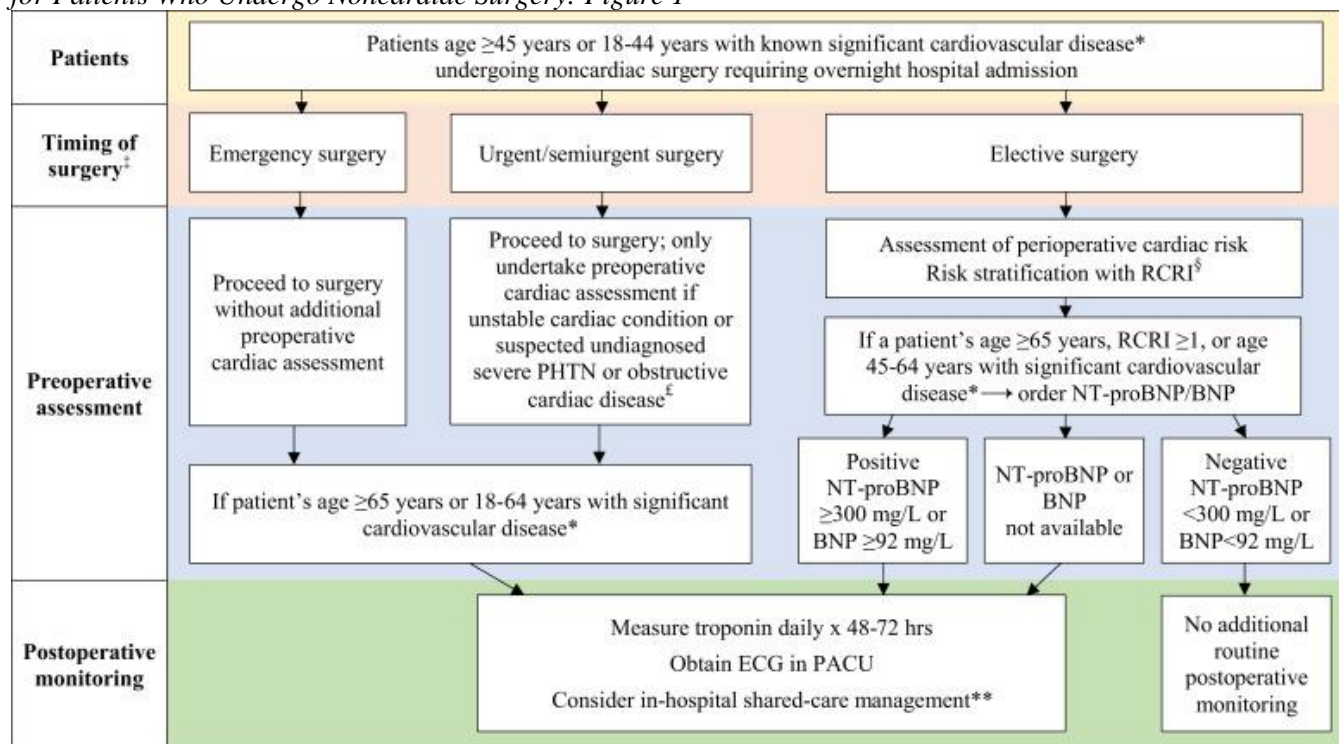 for Patients Who Undergo Noncardiac Surgery: Figure 1
Patients
Patients age ≥45 years or 18-44 years with known significant cardiovascular disease*
undergoing noncardiac surgery requiring overnight hospital admission
Timing of
surgery‡
Emergency surgery
Urgent/semiurgent surgery
Elective surgery
Preoperative
assessment
Proceed to surgery
without additional
preoperative
cardiac assessment
Proceed to surgery; only
undertake preoperative
cardiac assessment if
unstable cardiac condition or
suspected undiagnosed
severe PHTN or obstructive
cardiac disease£
Assessment of perioperative cardiac risk
Risk stratification with RCRI§
If a patient's age ≥65 years, RCRI ≥1, or age
45-64 years with significant cardiovascular
disease*→ order NT-proBNP/BNP
If patient's age ≥65 years or 18-64 years with significant
cardiovascular disease*
Positive
NT-proBNP
≥300 mg/L or
BNP ≥92 mg/L
NT-proBNP or
BNP
not available
Negative
NT-proBNP
<300 mg/L or
BNP<92 mg/L
Postoperative
monitoring
Measure troponin daily x 48-72 hrs
Obtain ECG in PACU
Consider in-hospital shared-care management**
No additional
routine
postoperative
monitoring